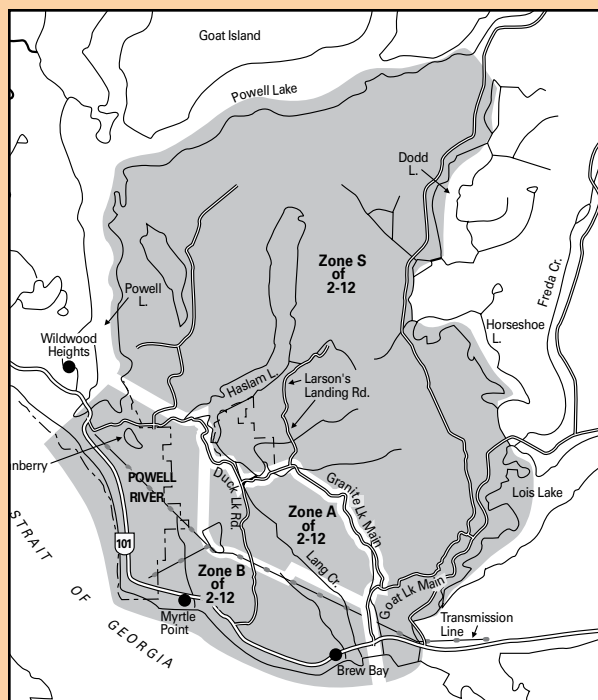 Goat Island
Powell Lake
Dodd
L.
Zone S
of
2-12
Freda Cr.
Powell
L.
Horseshoe
L.
Wildwood
Heights
Haslam L.
Larson's
Landing Rd.
nberry
POWELL
RIVER
Duck Lk Rd.
Granite Lk Main
Lois Lake
Zone A
of
2-12
STRAIT OF GEORGIA
101
Lang Cr.
Zone B
of
2-12
Goat Lk Main
Myrtle
Point
Transmission
Line
Brew Bay